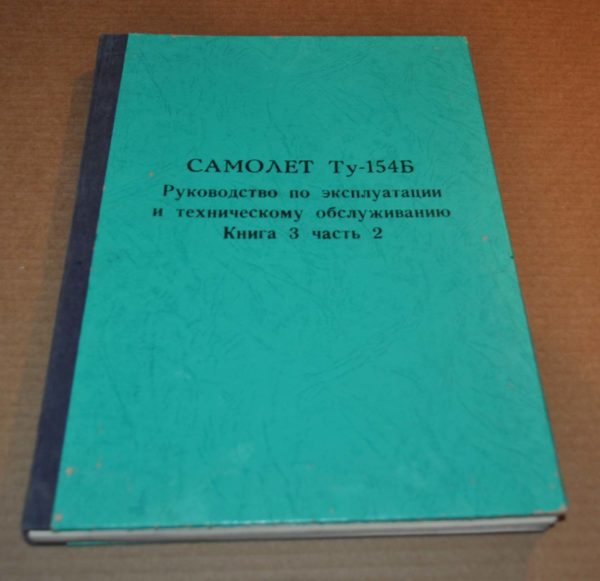 САМОЛЕТ Ту-154Б
Руководство по эксплуатации
и техническому обслуживанию
Книга 3 часть 2